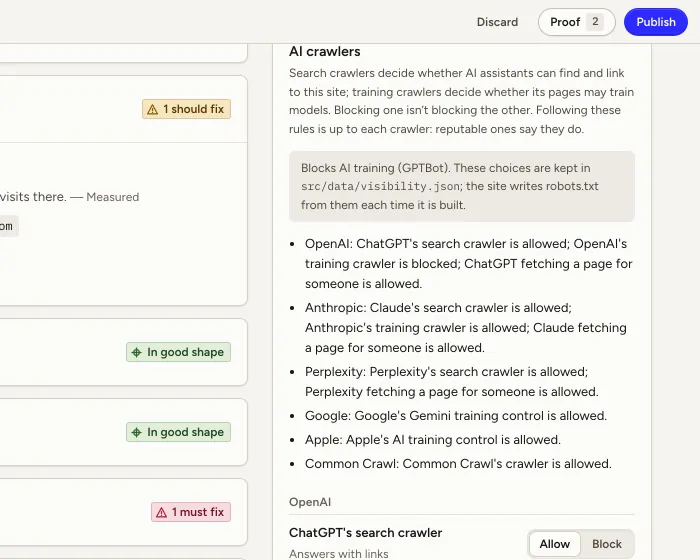 Discard
Proof 2
Publish
1 should fix
visits there. — Measured
om
In good shape
In good shape
1 must fix
AI crawlers
Search crawlers decide whether AI assistants can find and link
to this site; training crawlers decide whether its pages may train
models. Blocking one isn't blocking the other. Following these
rules is up to each crawler: reputable ones say they do.
Blocks AI training (GPTBot). These choices are kept in
src/data/visibility.json; the site writes robots.txt
from them each time it is built.
• OpenAI: ChatGPT's search crawler is allowed; OpenAI's
training crawler is blocked; ChatGPT fetching a page for
someone is allowed.
• Anthropic: Claude's search crawler is allowed;
Anthropic's training crawler is allowed; Claude fetching
a page for someone is allowed.
• Perplexity: Perplexity's search crawler is allowed;
Perplexity fetching a page for someone is allowed.
• Google: Google's Gemini training control is allowed.
• Apple: Apple's AI training control is allowed.
• Common Crawl: Common Crawl's crawler is allowed.
OpenAI
ChatGPT's search crawler
Answers with links
Allow
Block